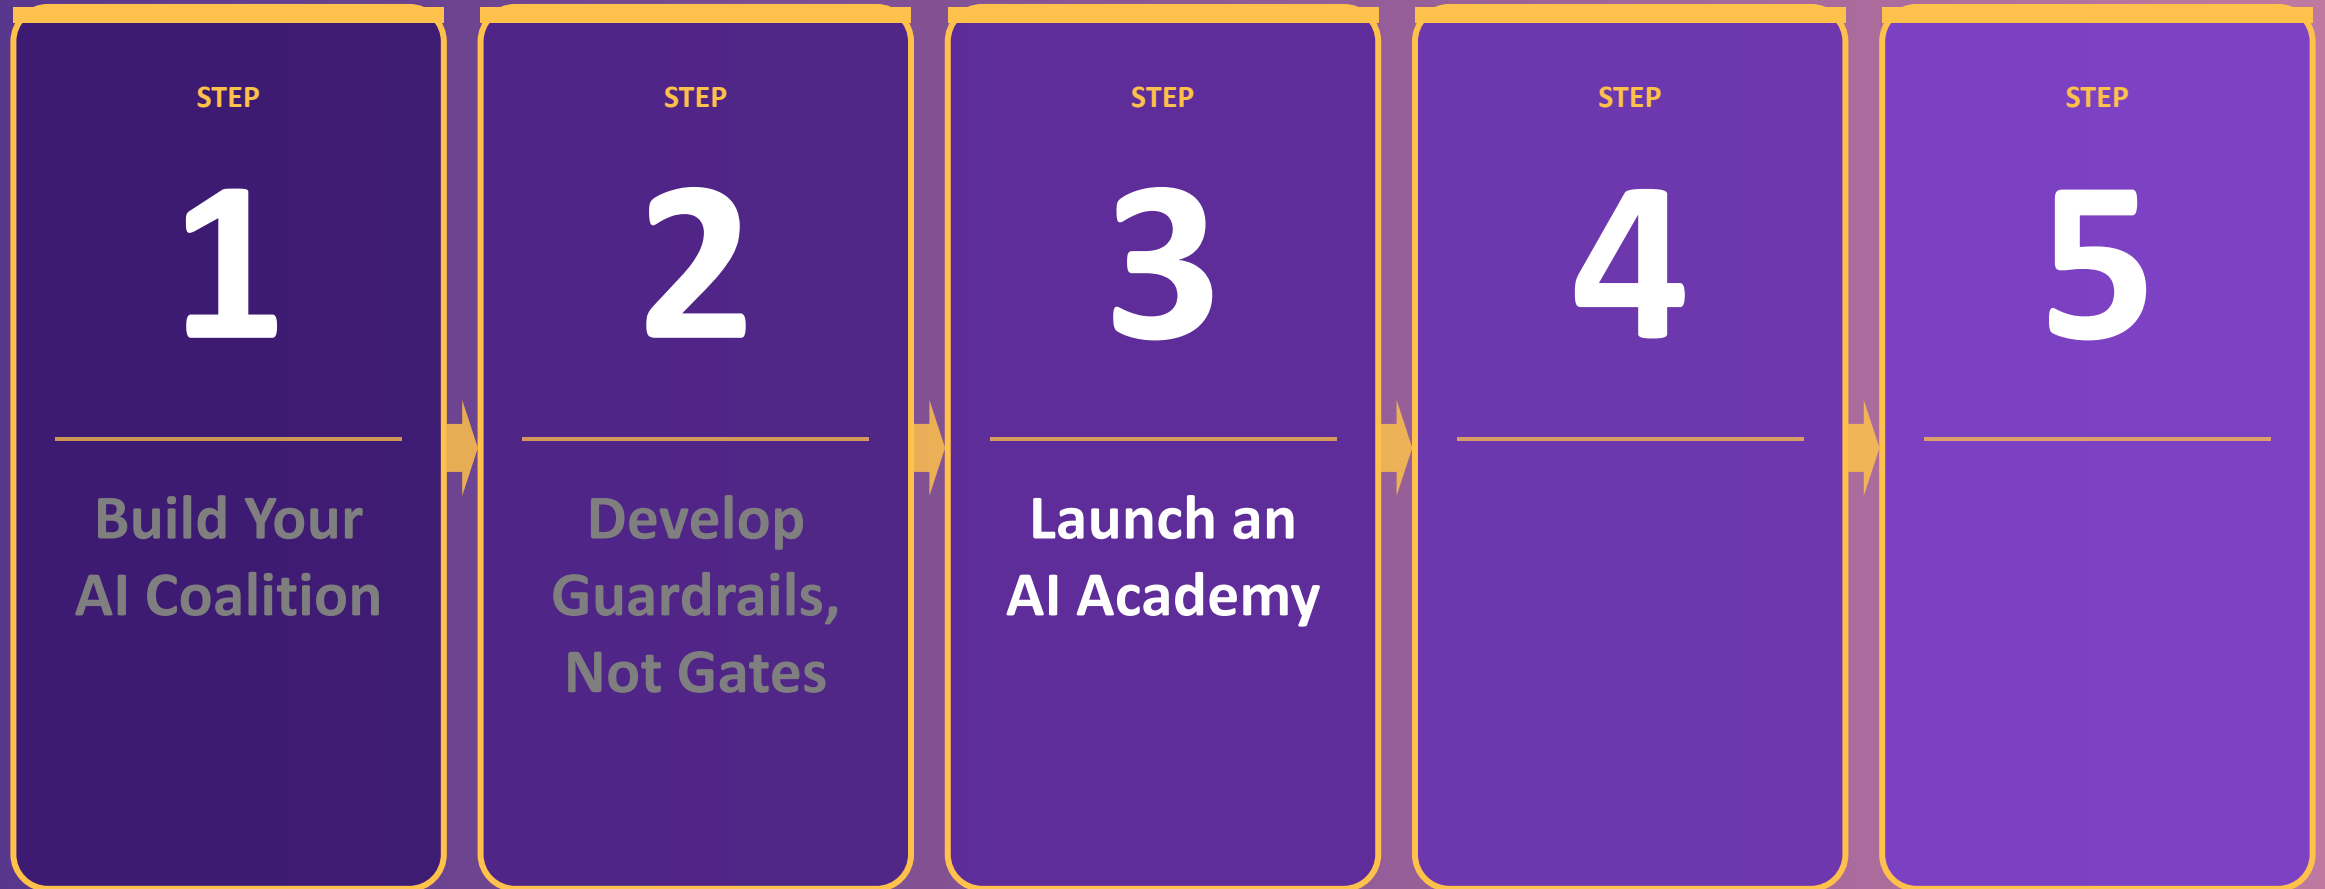 STEP
1
Build Your
AI Coalition
STEP
2
Develop
Guardrails,
Not Gates
STEP
3
Launch an
AI Academy
STEP
4
STEP
5